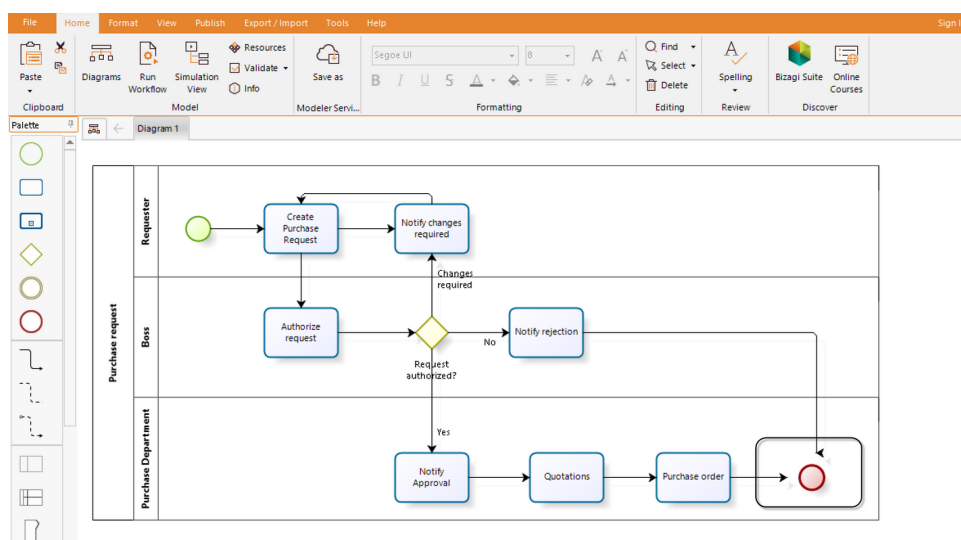 File Home Format View Publish Export / Import Tools Help Sign I
Paste
Clipboard
Diagrams
Run
Workflow
Simulation
View
Resources
Validate
Info
Model
Save as
Modeler Servi...
Segoe UI
8
A A
B I U S A A
Formatting
Find
Select
Delete
Editing
A
Spelling
Review
Bizagi Suite
Online
Courses
Discover
Palette
Diagram 1
Purchase request
Requester
Create
Purchase
Request
Notify changes
required
Changes
required
Boss
Authorize
request
Request
authorized?
No
Notify rejection
Yes
Purchase Department
Notify
Approval
Quotations
Purchase order